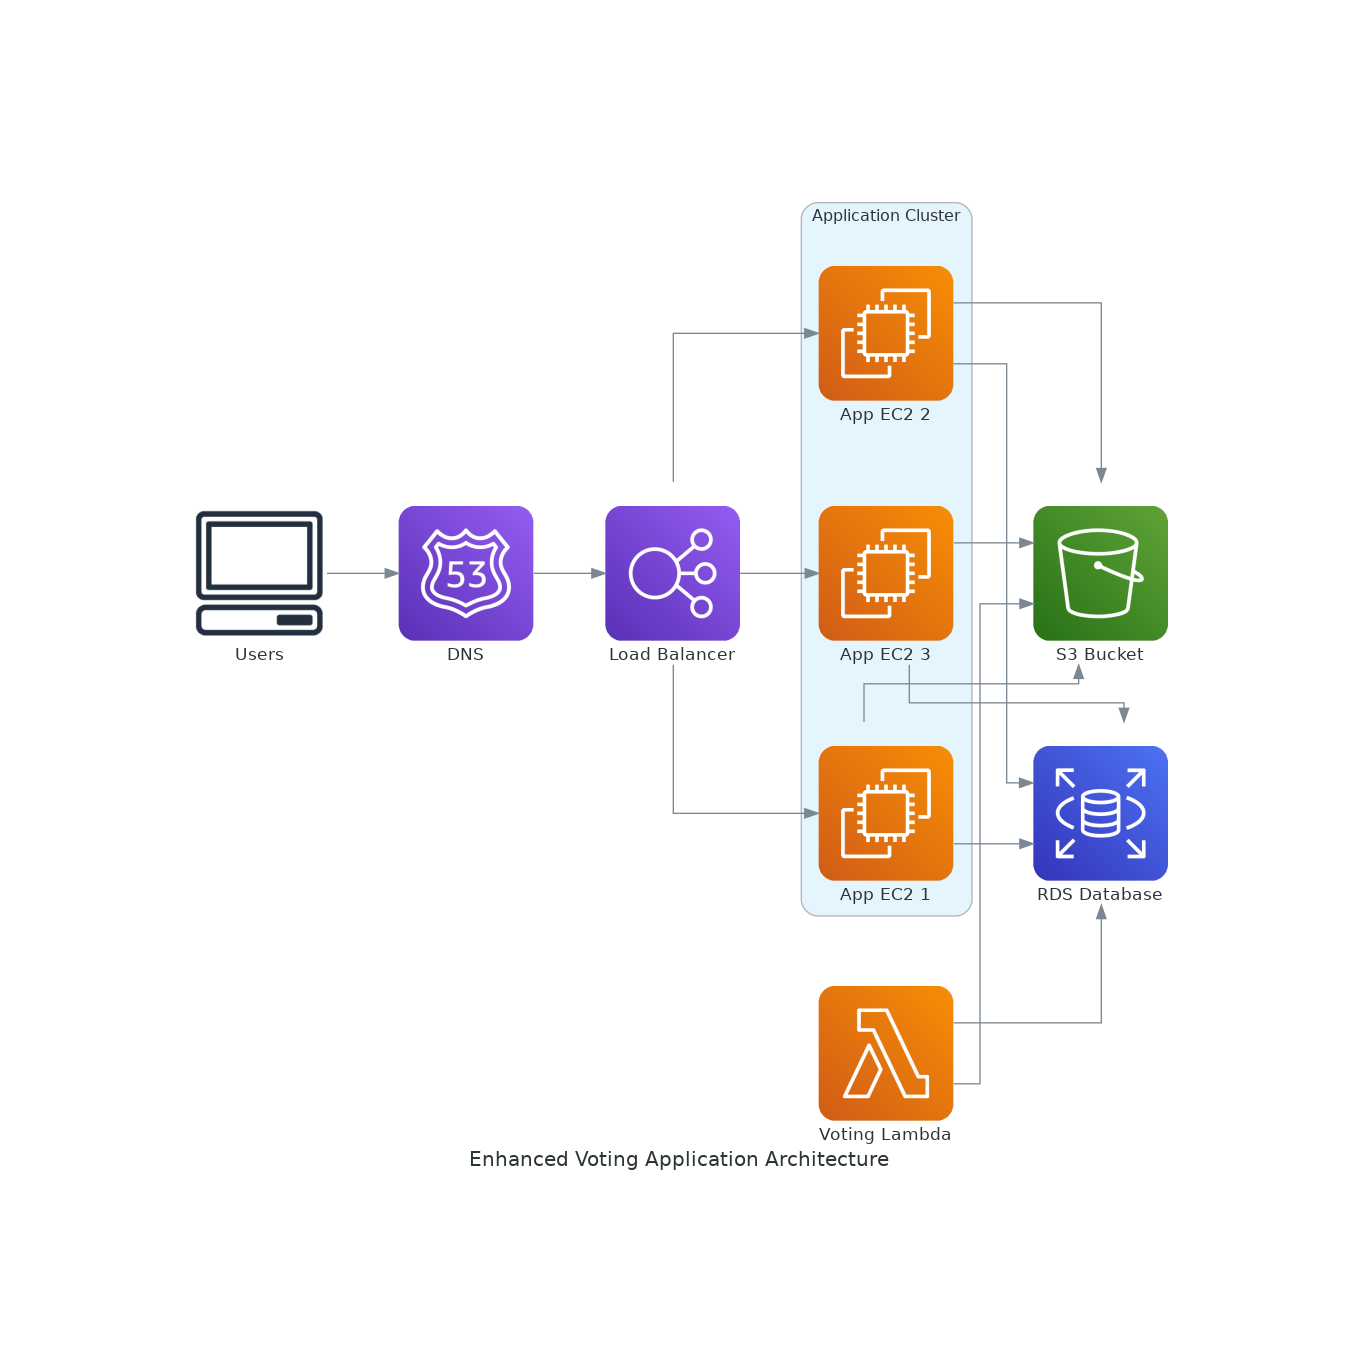 Application Cluster
App EC2 2
53
Users
DNS
Load Balancer
App EC2 3
S3 Bucket
App EC2 1
RDS Database
Voting Lambda
Enhanced Voting Application Architecture